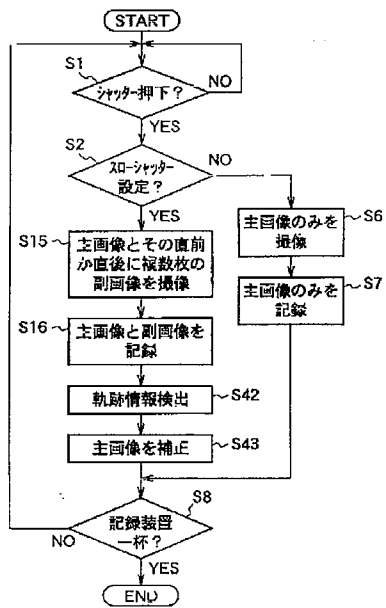 START
S1
シャッター押下?
NO
YES
S2
スローシャッター
設定?
NO
YES
S15
主画像とその直前
か直後に複数枚の
副画像を撮像
S6
主画像のみを
撮像
S7
主画像のみを
記録
S16
主画像と副画像を
記録
軌跡情報検出
S42
主画像を補正
S43
S8
記録装置
一杯?
NO
YES
END